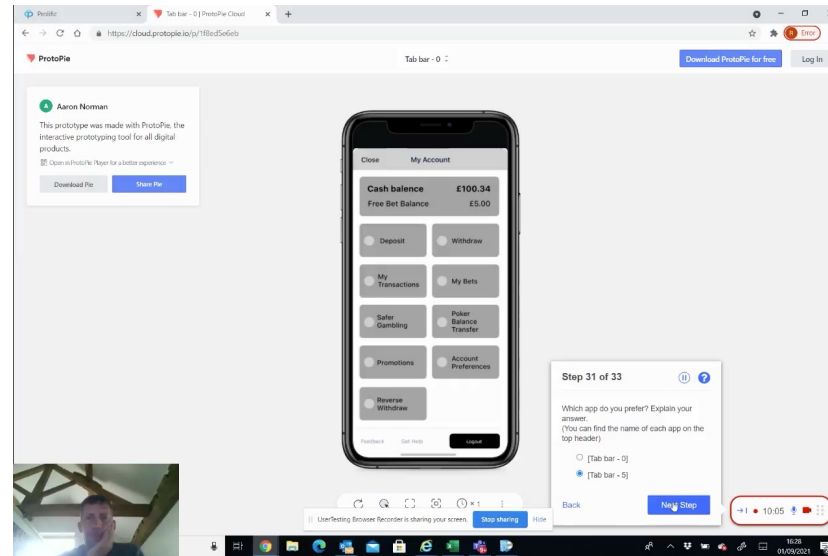 Prolific
Tab bar - 0 | ProtoPie Cloud
https://cloud.protopie.io/p/1f8ed5e6eb
Error
ProtoPie
Tab bar - 0
Download ProtoPie for free
Log In
Aaron Norman
This prototype was made with ProtoPie, the
interactive prototyping tool for all digital
products.
Open in ProtoPie Player for a better experience
Download Pie
Share Pie
Close
My Account
Cash balence
£100.34
Free Bet Balance
£5.00
Deposit
Withdraw
My
Transactions
My Bets
Safer
Gambling
Poker
Balance
Transfer
Promotions
Account
Preferences
Reverse
Withdraw
Feedback
Get Help
Logout
× 1
Step 31 of 33
Which app do you prefer? Explain your
answer.
(You can find the name of each app on the
top header)
[Tab bar - 0]
[Tab bar - 5]
Back
Next Step
10:05
UserTesting Browser Recorder is sharing your screen.
Stop sharing
Hide
16:28
01/09/2021